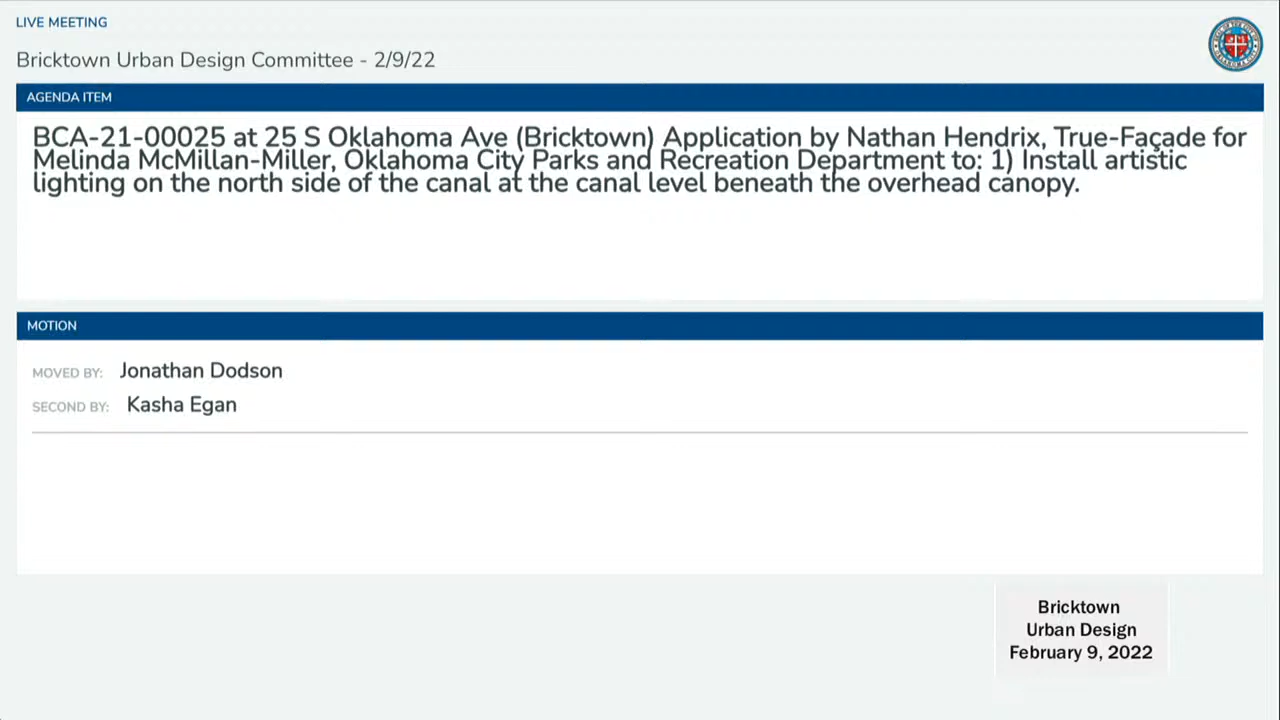 LIVE MEETING
Bricktown Urban Design Committee - 2/9/22
AGENDA ITEM
BCA-21-00025 at 25 S Oklahoma Ave (Bricktown) Application by Nathan Hendrix, True-Façade for
Melinda McMillan-Miller, Oklahoma City Parks and Recreation Department to: 1) Install artistic
lighting on the north side of the canal at the canal level beneath the overhead canopy.
MOTION
MOVED BY: Jonathan Dodson
SECOND BY: Kasha Egan
Bricktown
Urban Design
February 9, 2022